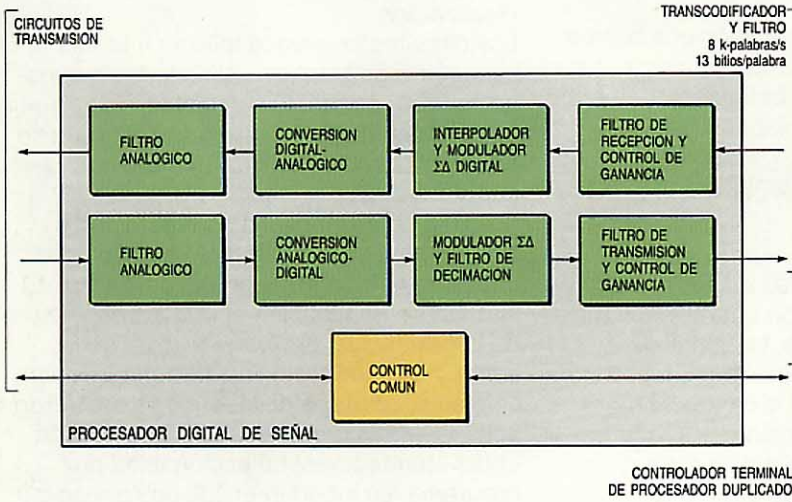 CIRCUITOS DE
TRANSMISION
TRANSCODIFICADOR
Y FILTRO
8 k-palabras/s
13 bitios/palabra
FILTRO
ANALOGICO
CONVERSION
DIGITAL-
ANALOGICO
INTERPOLADOR
Y MODULADOR
ΣΔ DIGITAL
FILTRO DE
RECEPCION Y
CONTROL DE
GANANCIA
FILTRO
ANALOGICO
CONVERSION
ANALOGICO-
DIGITAL
MODULADOR ΣΔ
Y FILTRO DE
DECIMACION
FILTRO DE
TRANSMISION
Y CONTROL DE
GANANCIA
CONTROL
COMUN
PROCESADOR DIGITAL DE SEÑAL
CONTROLADOR TERMINAL
DE PROCESADOR DUPLICADO